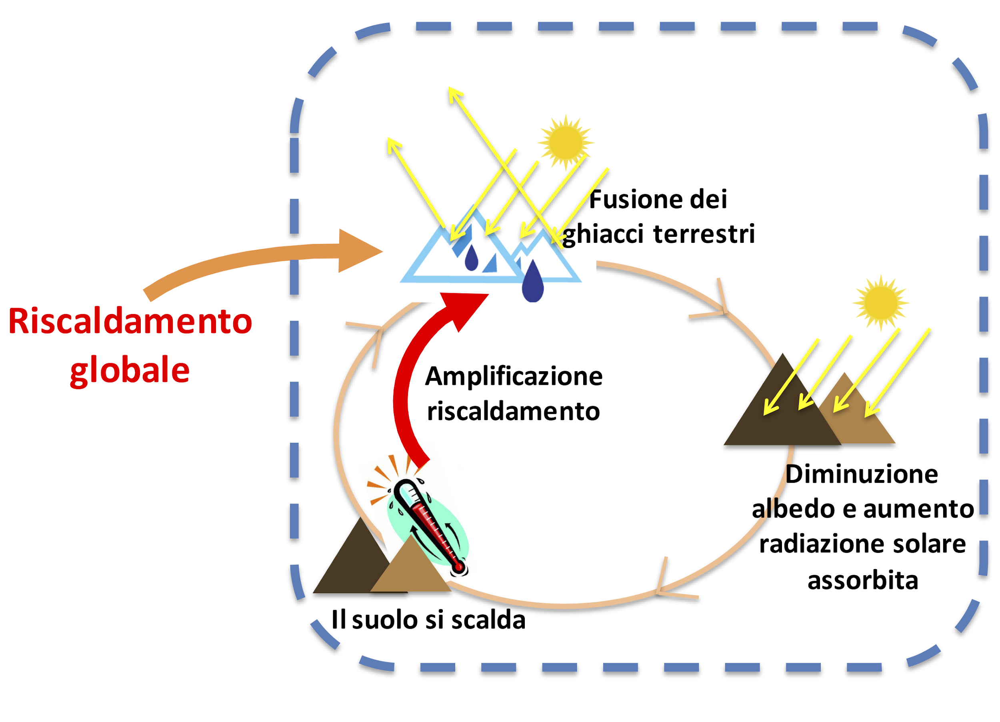 Fusione dei
ghiacci terrestri
Riscaldamento
globale
Amplificazione
riscaldamento
Diminuzione
albedo e aumento
radiazione solare
assorbita
Il suolo si scalda